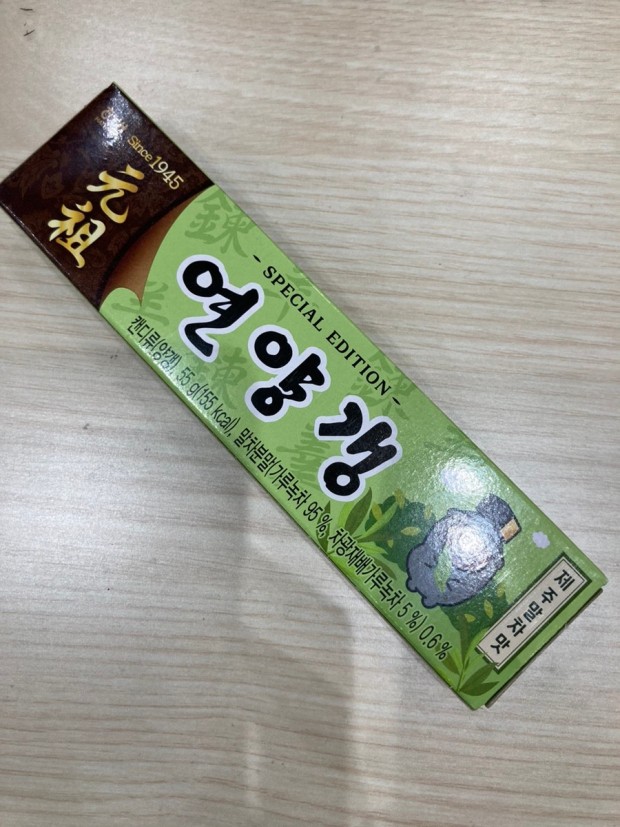 Since 1945
元祖
- SPECIAL EDITION -
연양갱
캔디류(양갱), 55 g(155 kcal), 말차분말(가루녹차 95 %, 차광재배가루녹차 5 %) 0.6 %
제주말차맛